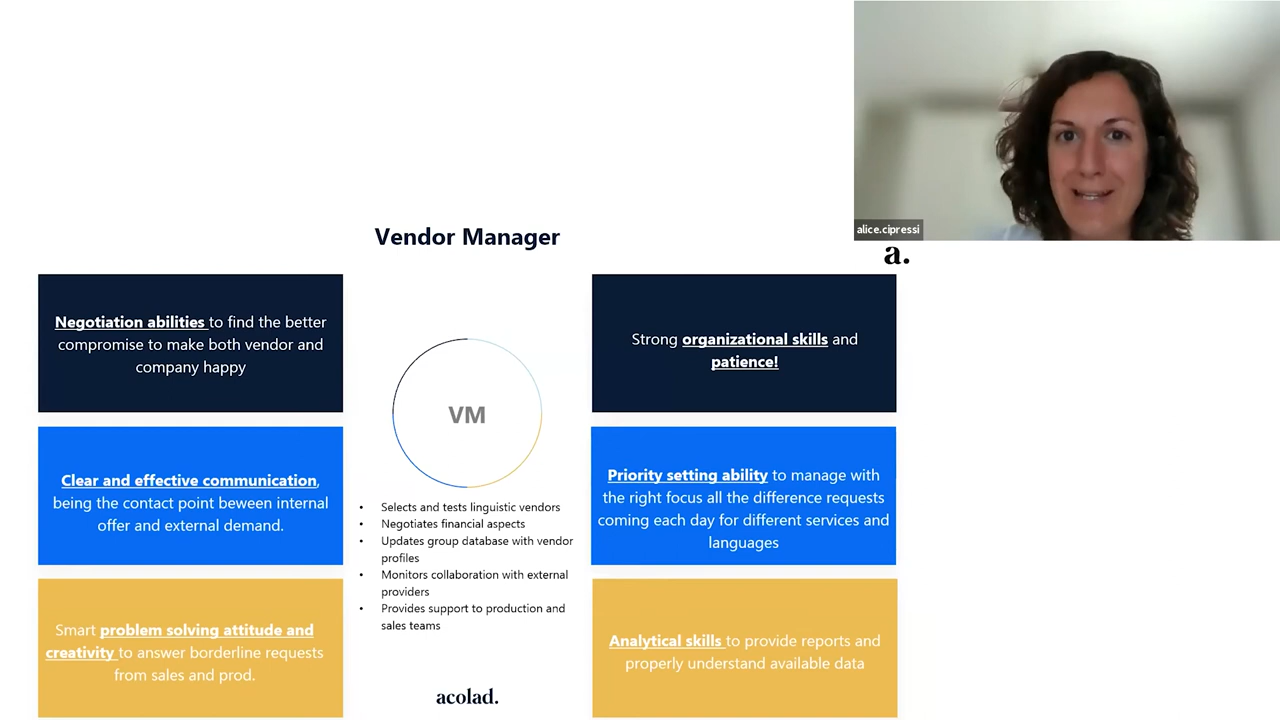 alice.cipressi
a.
Vendor Manager
Negotiation abilities to find the better
compromise to make both vendor and
company happy
Clear and effective communication,
being the contact point beween internal
offer and external demand.
Smart problem solving attitude and
creativity to answer borderline requests
from sales and prod.
VM
• Selects and tests linguistic vendors
• Negotiates financial aspects
• Updates group database with vendor
profiles
• Monitors collaboration with external
providers
• Provides support to production and
sales teams
acolad.
Strong organizational skills and
patience!
Priority setting ability to manage with
the right focus all the difference requests
coming each day for different services and
languages
Analytical skills to provide reports and
properly understand available data